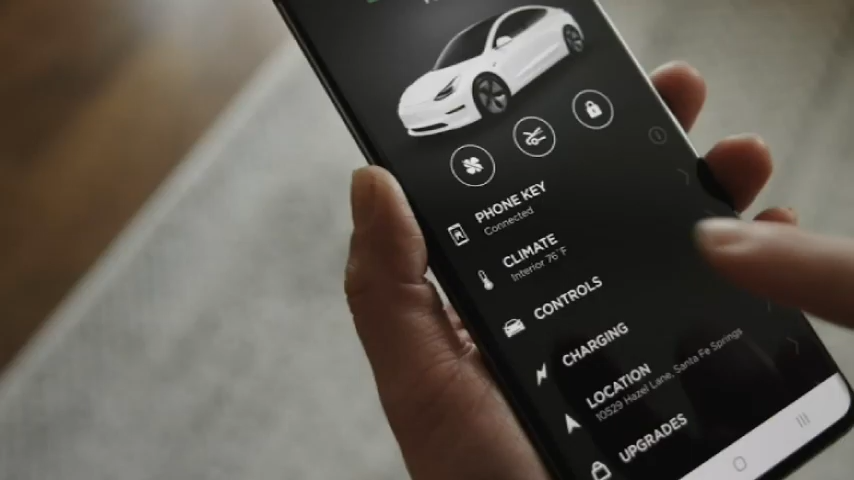 PHONE KEY
Connected
CLIMATE
Interior 76°F
CONTROLS
CHARGING
LOCATION
10529 Hazel Lane, Santa Fe Springs
UPGRADES